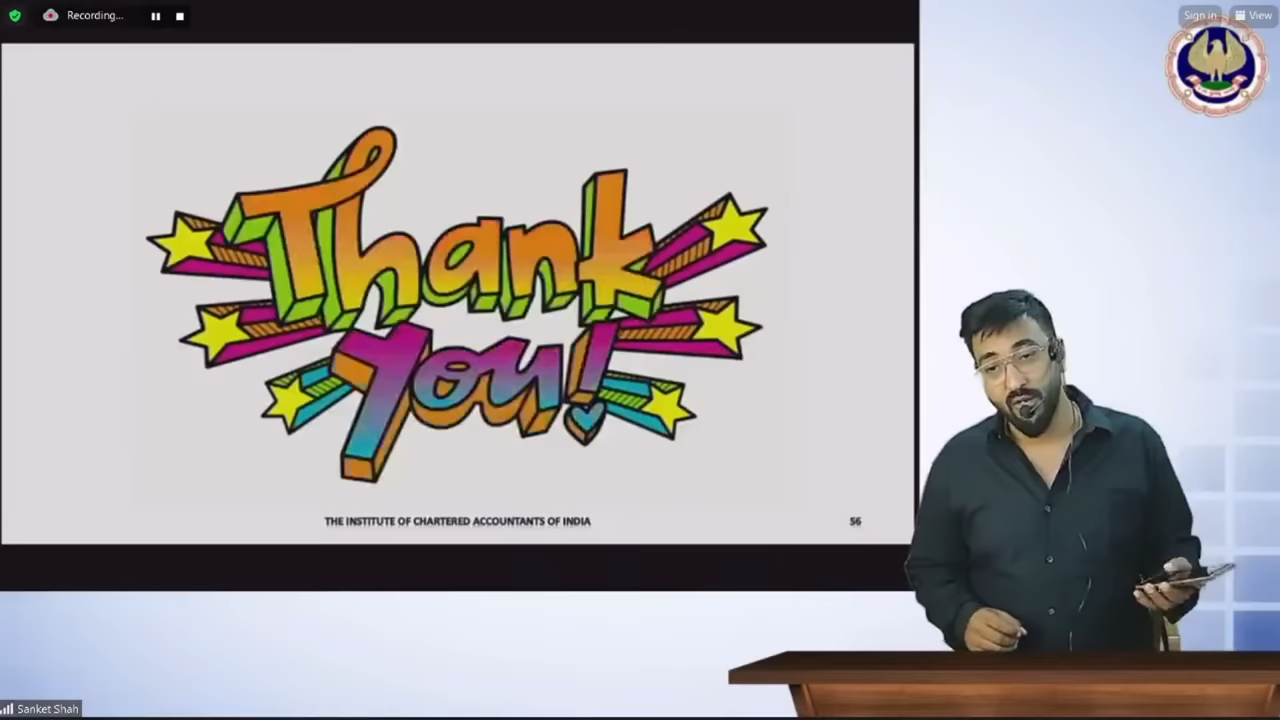 Recording...
Sign in
View
Thank
you!
THE INSTITUTE OF CHARTERED ACCOUNTANTS OF INDIA
56
Sanket Shah